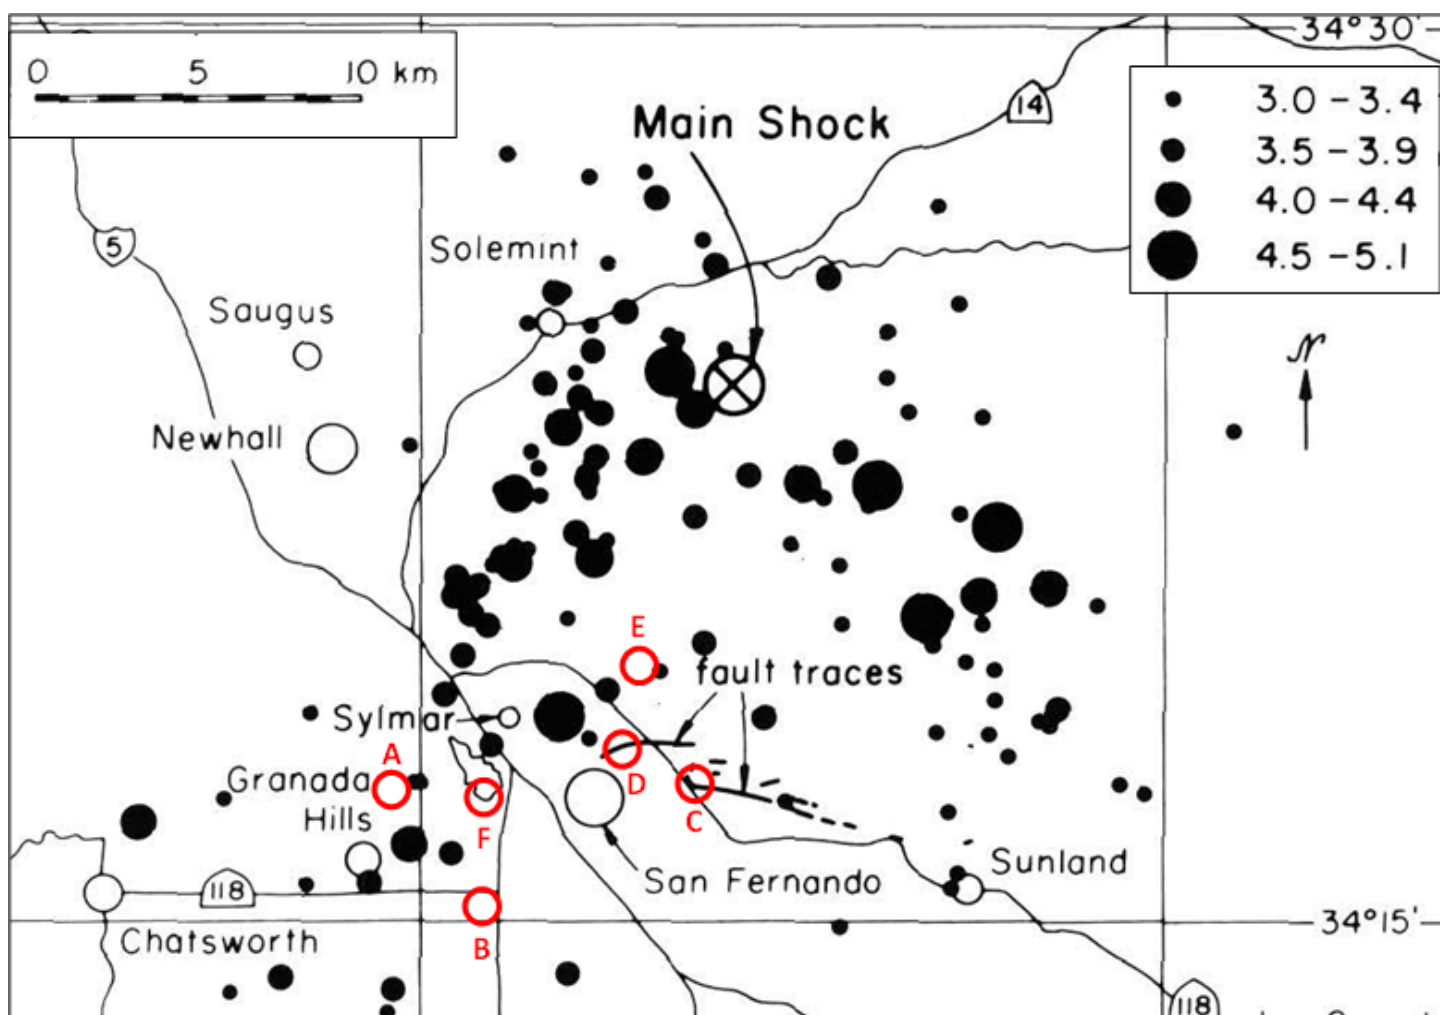 34°30'
0 5 10 km
3.0 – 3.4
14
Main Shock
3.5 – 3.9
4.0 – 4.4
5
Solemint
4.5 – 5.1
Saugus
N
Newhall
E
fault traces
Sylmar
A
Granada
Hills
D
F
C
San Fernando
Sunland
118
B
34°15'
Chatsworth
118